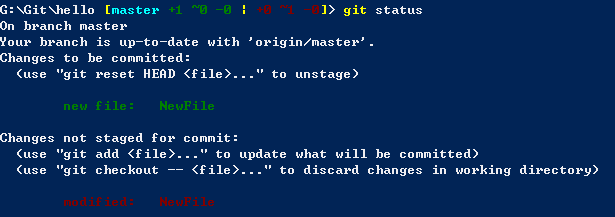 G:\Git\hello [master +1 ~0 -0 | +0 ~1 -0]> git status
On branch master
Your branch is up-to-date with 'origin/master'.
Changes to be committed:
(use "git reset HEAD <file>..." to unstage)
new file: NewFile
Changes not staged for commit:
(use "git add <file>..." to update what will be committed)
(use "git checkout -- <file>..." to discard changes in working directory)
modified: NewFile